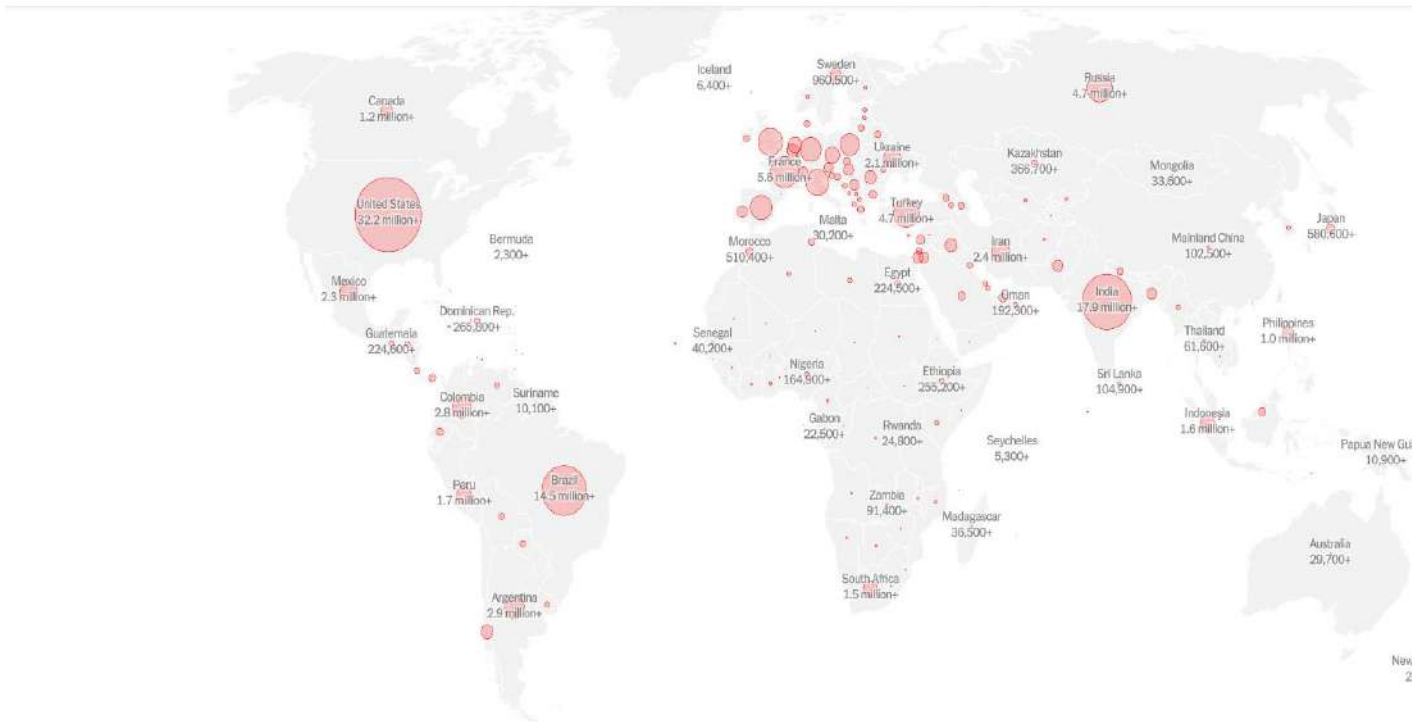 Iceland
6,400+
Sweden
960,500+
Russia
4.7 million+
Canada
1.2 million+
Ukraine
2.1 million+
France
5.6 million+
Kazakhstan
366,700+
Mongolia
33,600+
United States
32.2 million+
Turkey
4.7 million+
Malta
30,200+
Japan
580,600+
Bermuda
2,300+
Morocco
510,400+
Iran
2.4 million+
Mainland China
102,500+
Mexico
2.3 million+
Egypt
224,500+
Oman
192,300+
India
17.9 million+
Dominican Rep.
265,800+
Guatemala
224,600+
Senegal
40,200+
Philippines
1.0 million+
Thailand
61,600+
Nigeria
164,900+
Ethiopia
255,200+
Sri Lanka
104,900+
Colombia
2.8 million+
Suriname
10,100+
Gabon
22,500+
Rwanda
24,800+
Seychelles
5,300+
Indonesia
1.6 million+
Papua New Gui
10,900+
Peru
1.7 million+
Brazil
14.5 million+
Zambia
91,400+
Madagascar
36,500+
Australia
29,700+
South Africa
1.5 million+
Argentina
2.9 million+
New
2